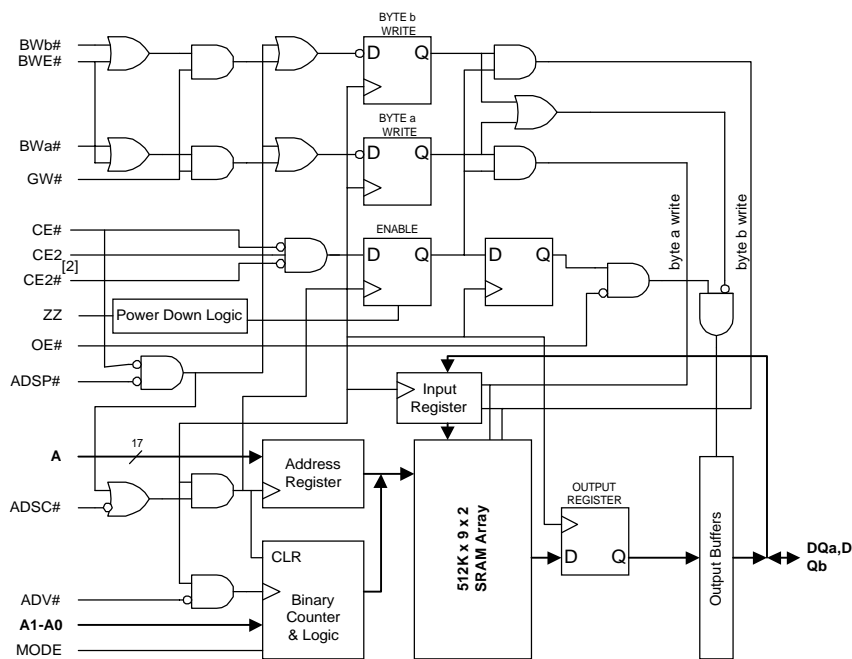 BYTE b
WRITE
BWb#
BWE#
D Q
BYTE a
WRITE
BWa#
D Q
GW#
CE#
ENABLE
CE2
[2]
CE2#
D Q
D Q
byte a write
byte b write
ZZ
Power Down Logic
OE#
ADSP#
Input
Register
A
17
Address
Register
ADSC#
OUTPUT
REGISTER
D Q
512K x 9 x 2
SRAM Array
Output Buffers
DQa,D
Qb
CLR
Binary
Counter
& Logic
ADV#
A1-A0
MODE